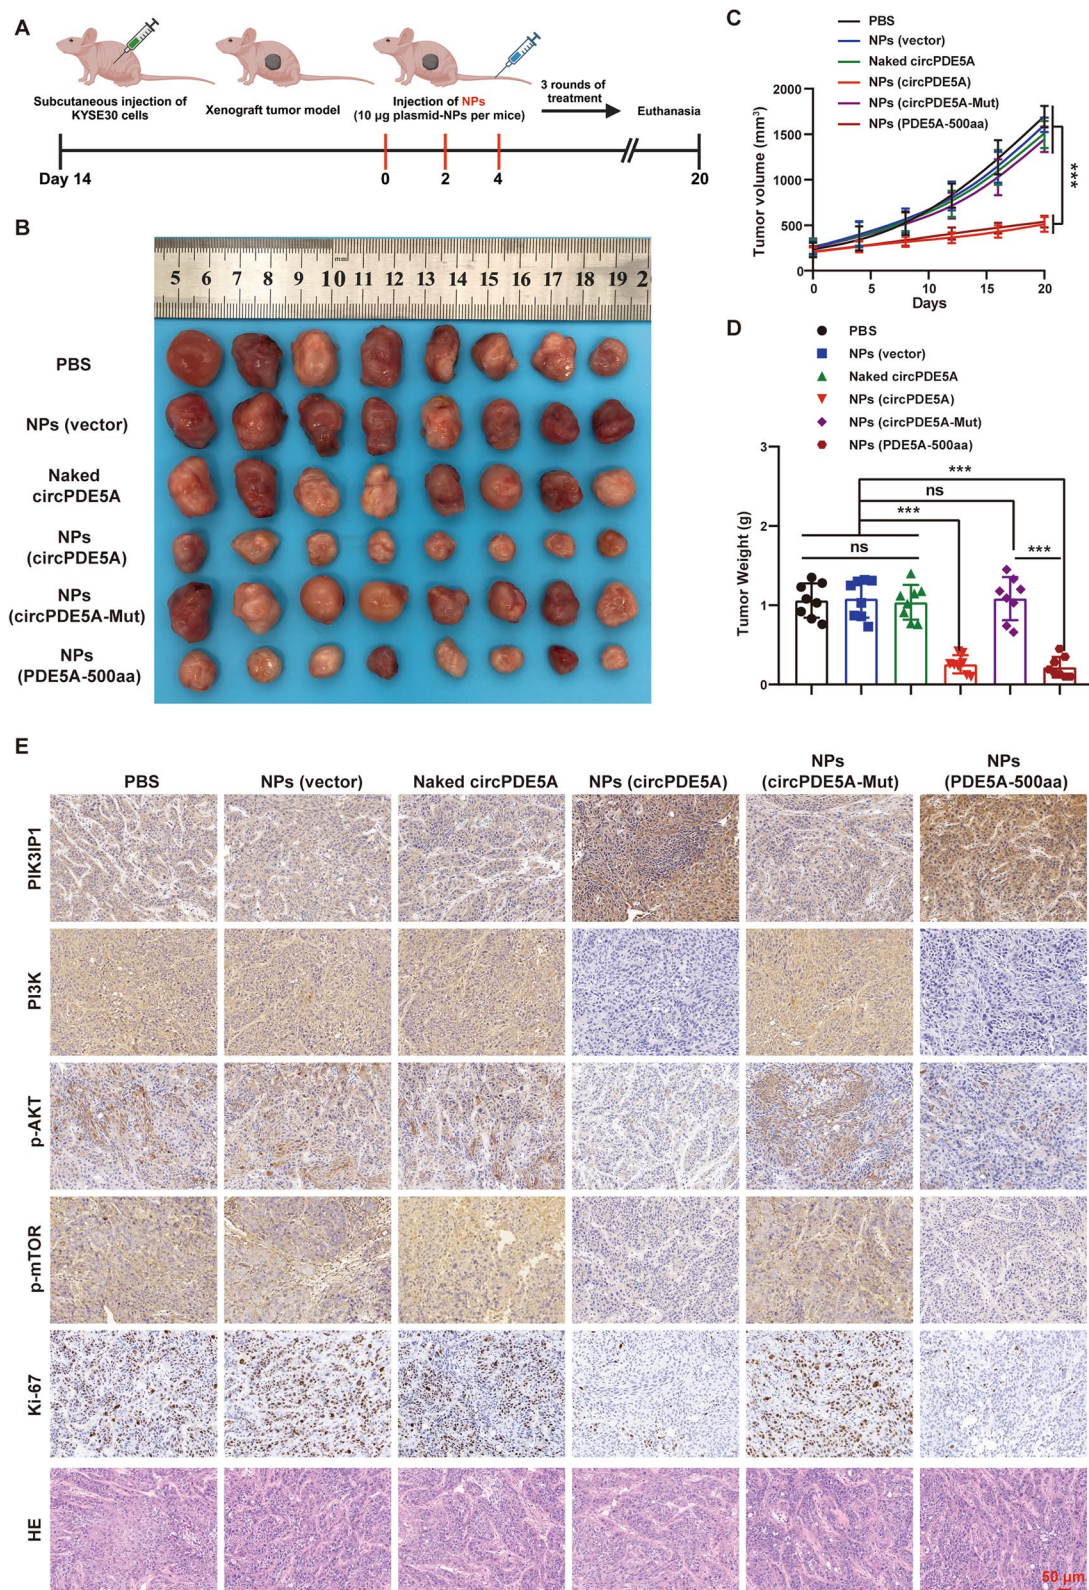 A
Subcutaneous injection of
KYSE30 cells
Xenograft tumor model
Injection of NPs
(10 μg plasmid-NPs per mice)
3 rounds of
treatment
Euthanasia
Day 14
0
2
4
20
B
5 6 7 8 9 10 11 12 13 14 15 16 17 18 19 2
mm
PBS
NPs (vector)
Naked
circPDE5A
NPs
(circPDE5A)
NPs
(circPDE5A-Mut)
NPs
(PDE5A-500aa)
C
PBS
NPs (vector)
Naked circPDE5A
NPs (circPDE5A)
NPs (circPDE5A-Mut)
NPs (PDE5A-500aa)
Tumor volume (mm³)
2000
1500
1000
500
0
0 5 10 15 20
Days
***
D
PBS
NPs (vector)
Naked circPDE5A
NPs (circPDE5A)
NPs (circPDE5A-Mut)
NPs (PDE5A-500aa)
Tumor Weight (g)
3
2
1
0
***
ns
***
ns
***
E
PBS
NPs (vector)
Naked circPDE5A
NPs (circPDE5A)
NPs
(circPDE5A-Mut)
NPs
(PDE5A-500aa)
PIK3IP1
PI3K
p-AKT
p-mTOR
Ki-67
HE
50 μm